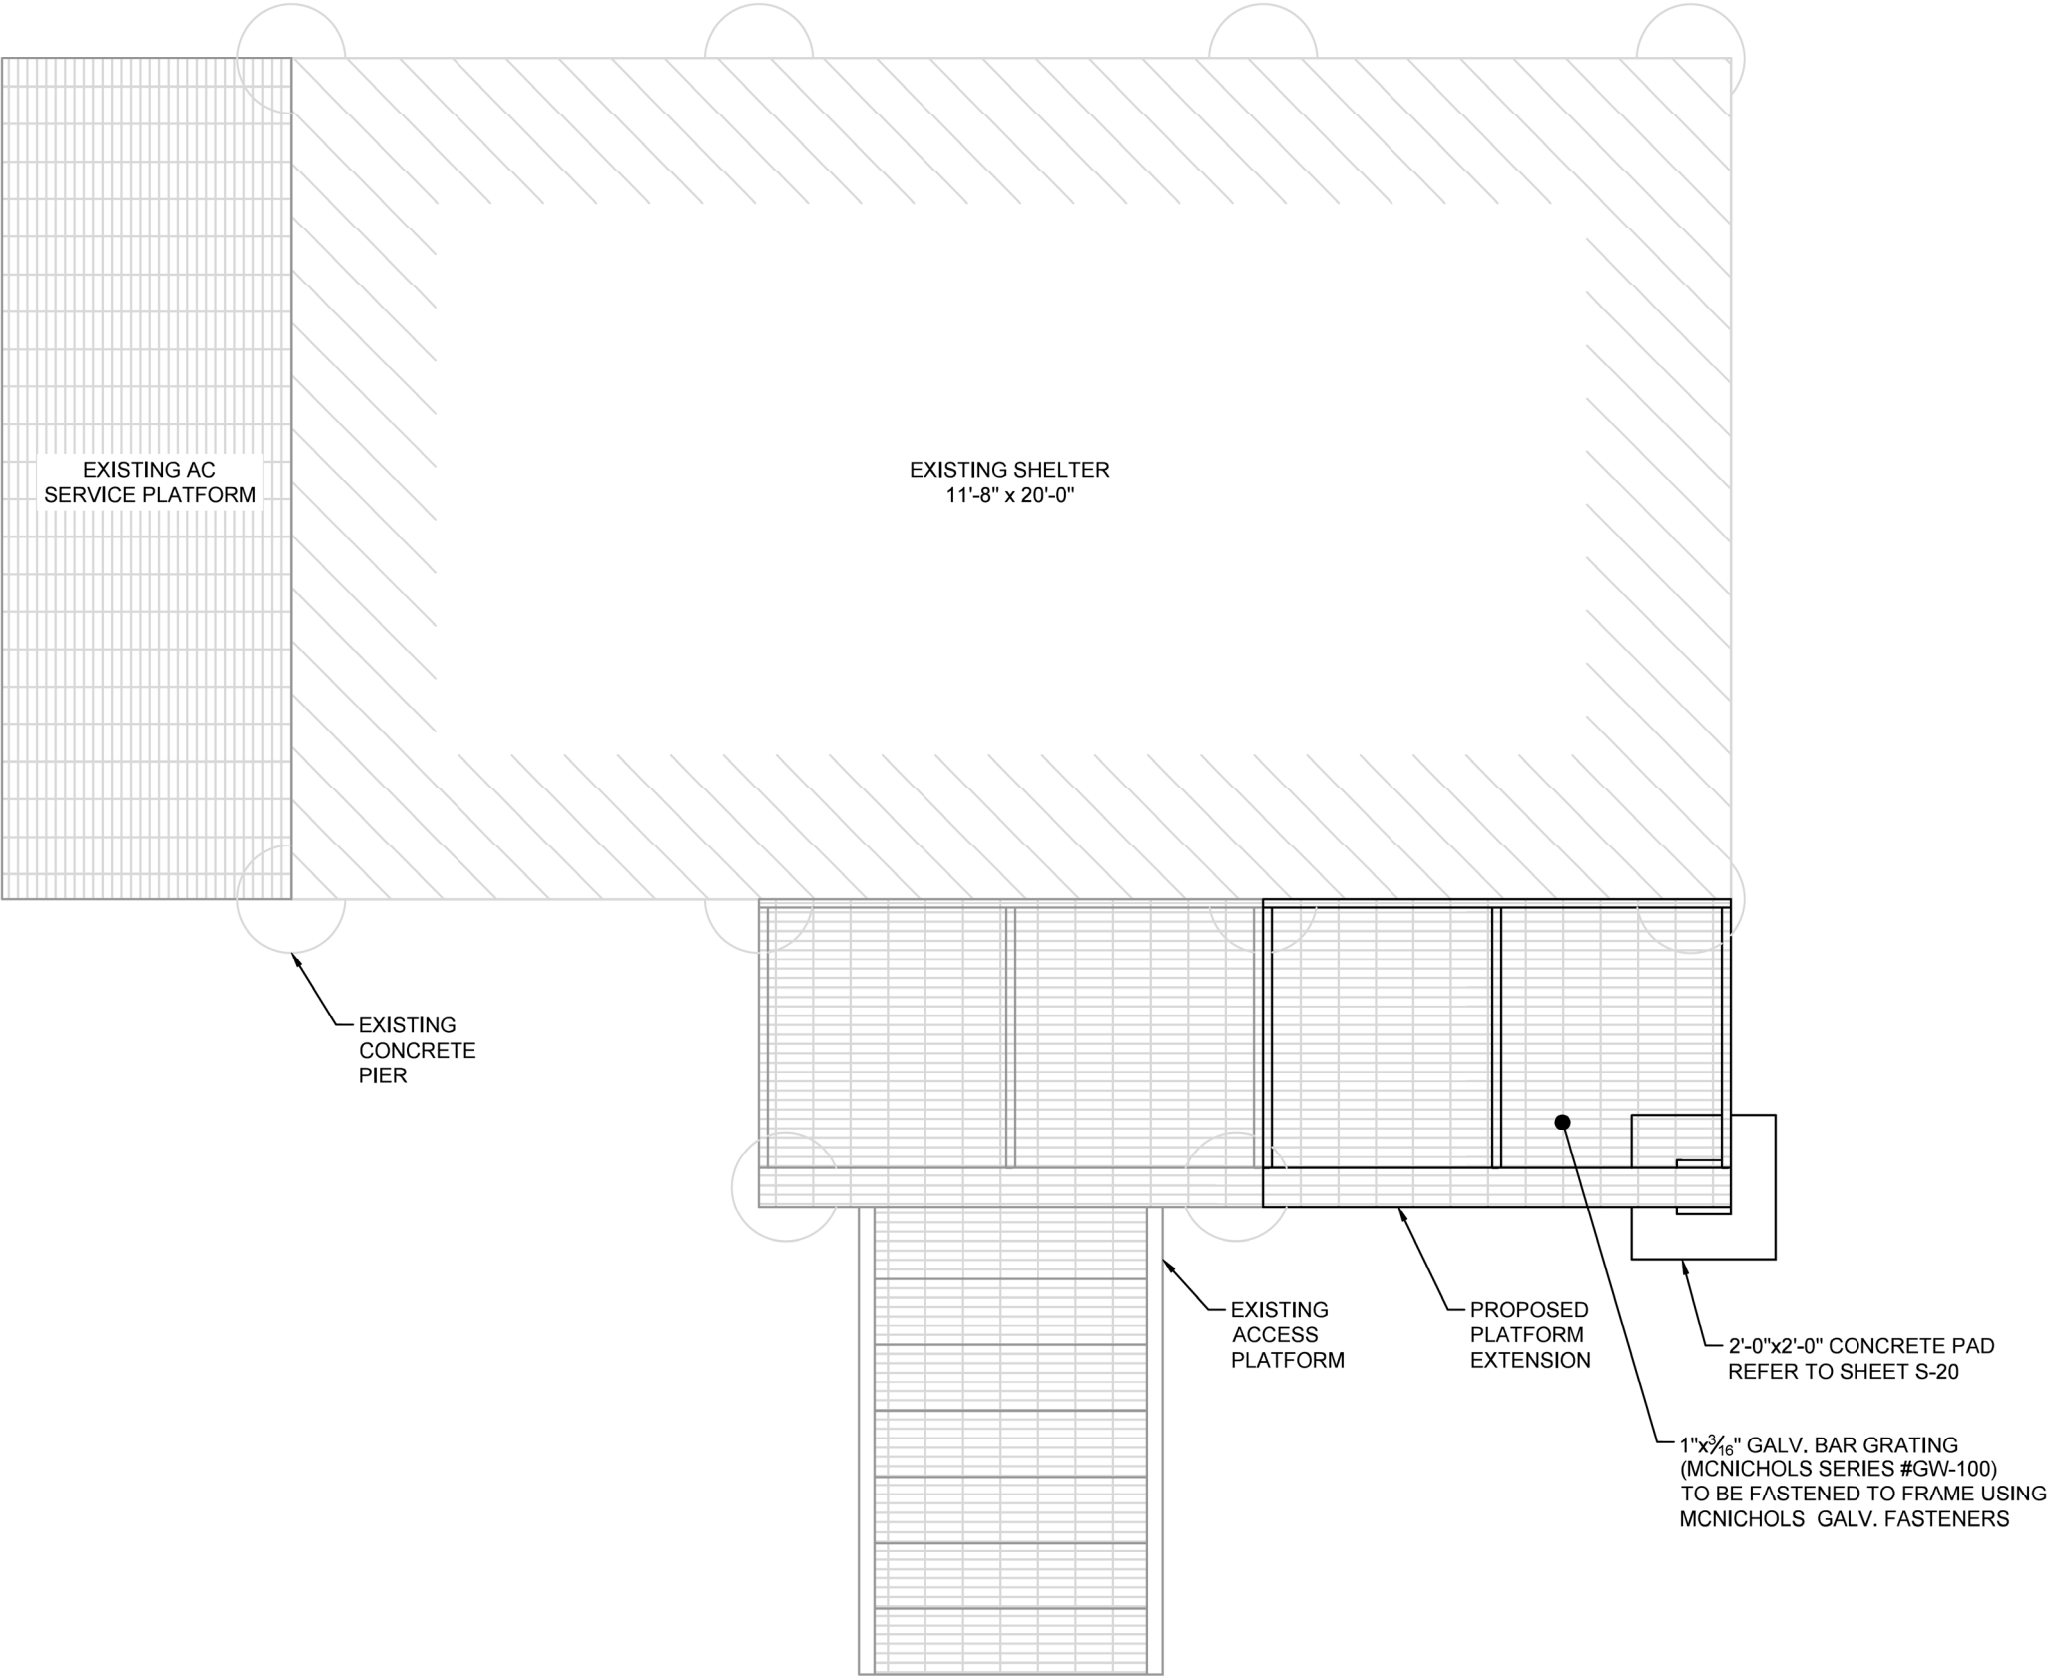 EXISTING AC
SERVICE PLATFORM
EXISTING SHELTER
11'-8" x 20'-0"
EXISTING
CONCRETE
PIER
EXISTING
ACCESS
PLATFORM
PROPOSED
PLATFORM
EXTENSION
2'-0"x2'-0" CONCRETE PAD
REFER TO SHEET S-20
1"x3⁄16" GALV. BAR GRATING
(MCNICHOLS SERIES #GW-100)
TO BE FASTENED TO FRAME USING
MCNICHOLS GALV. FASTENERS